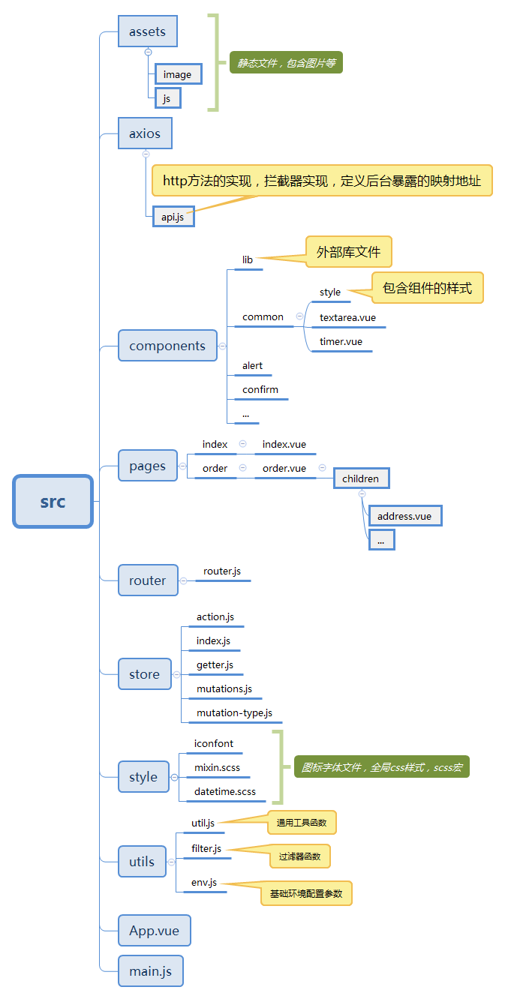 assets
静态文件，包含图片等
image
js
axios
http方法的实现，拦截器实现，定义后台暴露的映射地址
api.js
外部库文件
lib
包含组件的样式
style
common
textarea.vue
timer.vue
components
alert
confirm
...
index
index.vue
pages
order
order.vue
children
address.vue
...
src
router
router.js
action.js
index.js
getter.js
store
mutations.js
mutation-type.js
iconfont
图标字体文件，全局css样式，scss宏
mixin.scss
style
datetime.scss
util.js
通用工具函数
filter.js
过滤器函数
utils
env.js
基础环境配置参数
App.vue
main.js